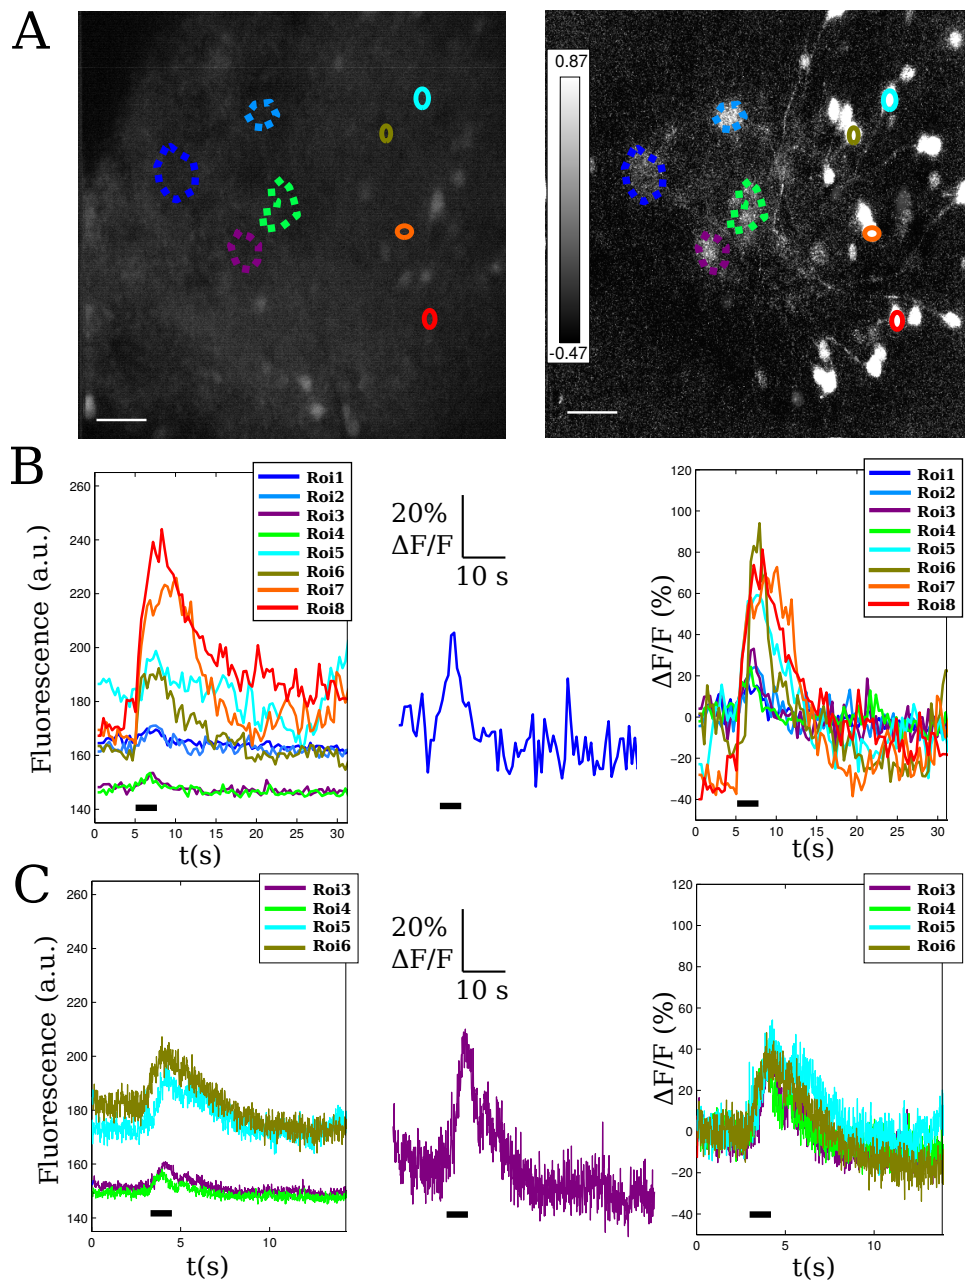 A
0.87
-0.47
B
260
240
220
200
180
160
140
0 5 10 15 20 25 30
Fluorescence (a.u.)
t(s)
Roi1
Roi2
Roi3
Roi4
Roi5
Roi6
Roi7
Roi8
20%
ΔF/F
10 s
120
100
80
60
40
20
0
−20
−40
0 5 10 15 20 25 30
ΔF/F (%)
t(s)
Roi1
Roi2
Roi3
Roi4
Roi5
Roi6
Roi7
Roi8
C
260
240
220
200
180
160
140
0 5 10
Fluorescence (a.u.)
t(s)
Roi3
Roi4
Roi5
Roi6
20%
ΔF/F
10 s
120
100
80
60
40
20
0
−20
−40
0 5 10
ΔF/F (%)
t(s)
Roi3
Roi4
Roi5
Roi6